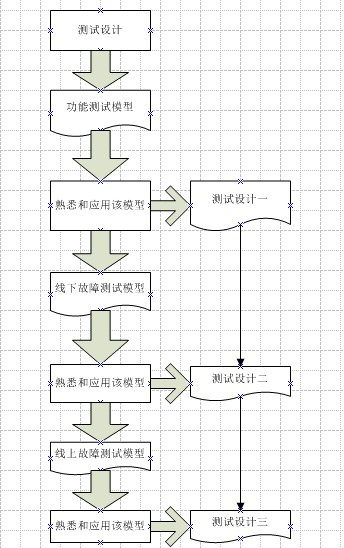 测试设计
功能测试模型
熟悉和应用该模型
测试设计一
线下故障测试模型
熟悉和应用该模型
测试设计二
线上故障测试模型
熟悉和应用该模型
测试设计三